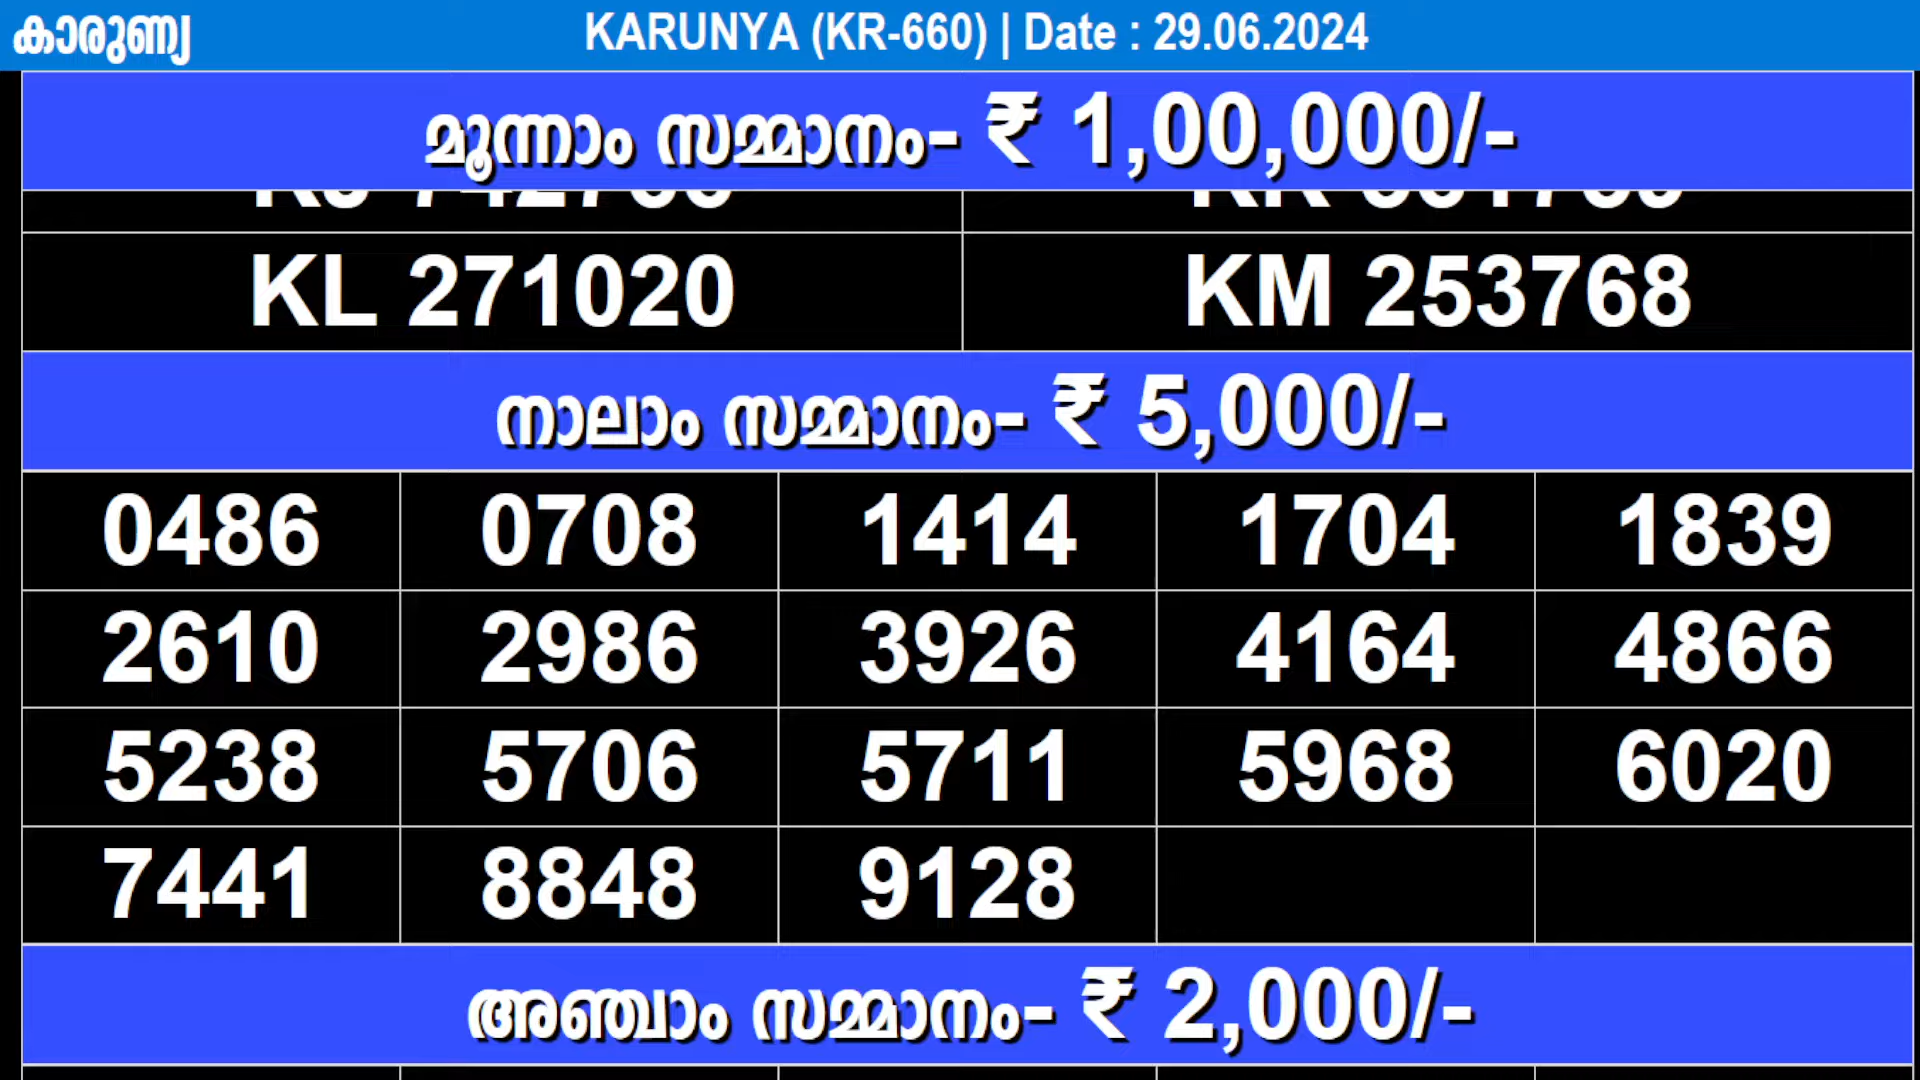 കാരുണ്യ KARUNYA (KR-660) | Date : 29.06.2024
മൂന്നാം സമ്മാനം- ₹ 1,00,000/-
KL 271020 KM 253768
നാലാം സമ്മാനം- ₹ 5,000/-
0486 0708 1414 1704 1839
2610 2986 3926 4164 4866
5238 5706 5711 5968 6020
7441 8848 9128
അഞ്ചാം സമ്മാനം- ₹ 2,000/-